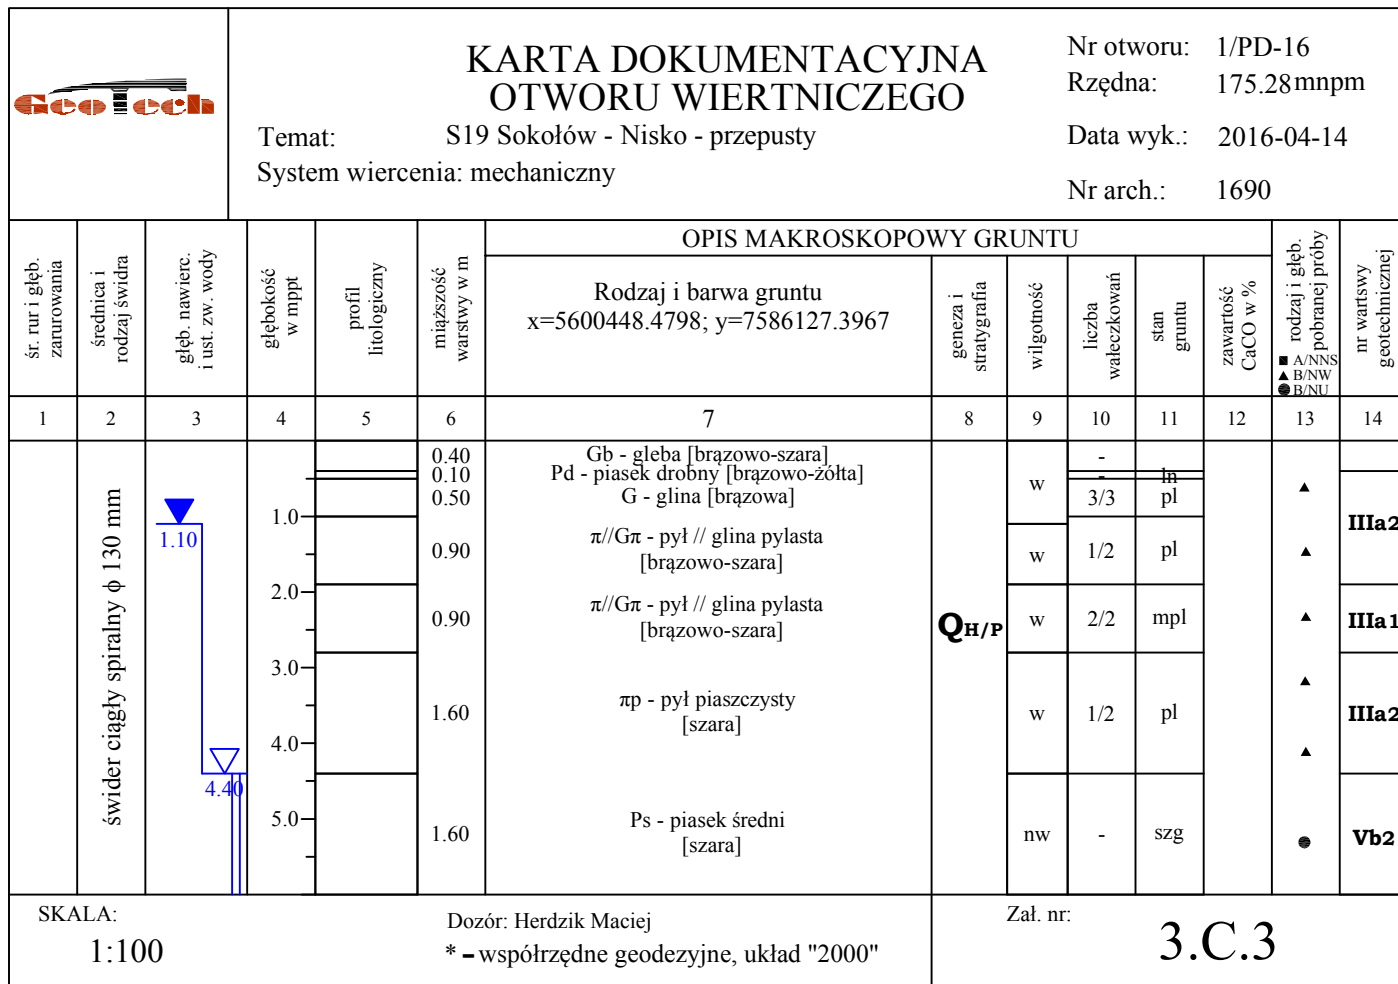 GeoTech
KARTA DOKUMENTACYJNA
OTWORU WIERTNICZEGO
Temat: S19 Sokołów - Nisko - przepusty
System wiercenia: mechaniczny
Nr otworu: 1/PD-16
Rzędna: 175.28mnpm
Data wyk.: 2016-04-14
Nr arch.: 1690
śr. rur i głęb.
zarurowania
średnica i
rodzaj świdra
głęb. nawierc.
i ust. zw. wody
głębokość
w mppt
profil
litologiczny
miąższość
warstwy w m
OPIS MAKROSKOPOWY GRUNTU
Rodzaj i barwa gruntu
x=5600448.4798; y=7586127.3967
geneza i
stratygrafia
wilgotność
liczba
wałeczkowań
stan
gruntu
zawartość
CaCO w %
rodzaj i głęb.
pobranej próby
■ A/NNS
▲ B/NW
● B/NU
nr wartswy
geotechnicznej
1 2 3 4 5 6 7 8 9 10 11 12 13 14
świder ciągły spiralny ϕ 130 mm
1.10
4.40
1.0
2.0
3.0
4.0
5.0
0.40 Gb - gleba [brązowo-szara] -
0.10 Pd - piasek drobny [brązowo-żółta] - ln
w
0.50 G - glina [brązowa] 3/3 pl
IIIa2
0.90 π//Gπ - pył // glina pylasta w 1/2 pl
[brązowo-szara]
0.90 π//Gπ - pył // glina pylasta w 2/2 mpl IIIa1
[brązowo-szara]
QH/P
1.60 πp - pył piaszczysty w 1/2 pl IIIa2
[szara]
1.60 Ps - piasek średni nw - szg Vb2
[szara]
SKALA:
1:100
Dozór: Herdzik Maciej
* - współrzędne geodezyjne, układ "2000"
Zał. nr:
3.C.3